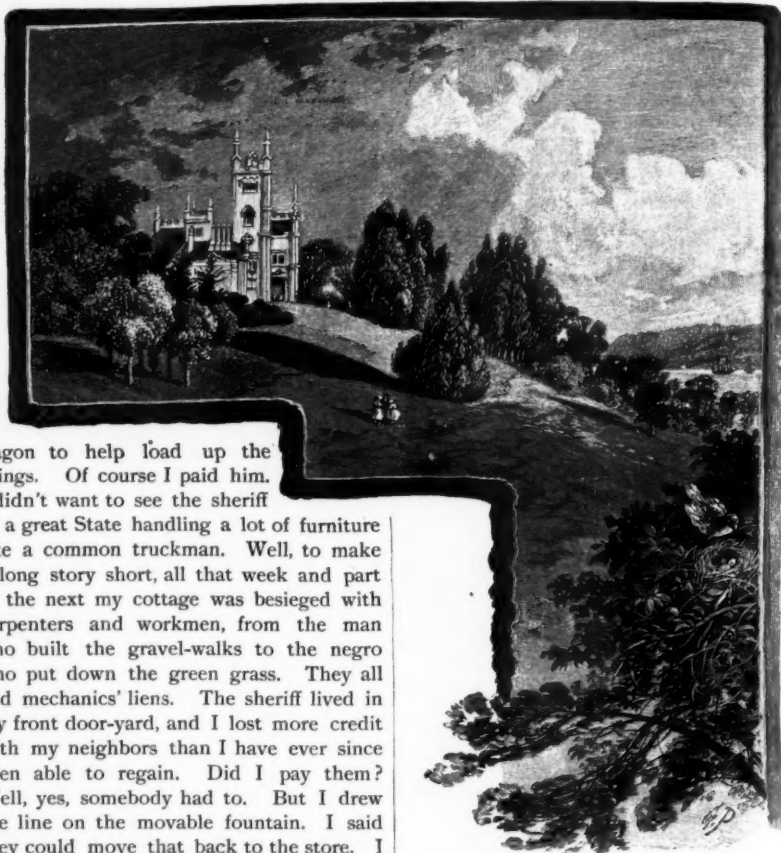 gon to help load up the
ings. Of course I paid him.
didn't want to see the sheriff
a great State handling a lot of furniture
e a common truckman. Well, to make
long story short, all that week and part
the next my cottage was besieged with
rpenters and workmen, from the man
o built the gravel-walks to the negro
o put down the green grass. They all
d mechanics' liens. The sheriff lived in
y front door-yard, and I lost more credit
th my neighbors than I have ever since
en able to regain. Did I pay them?
ell, yes, somebody had to. But I drew
e line on the movable fountain. I said
ey could move that back to the store. I